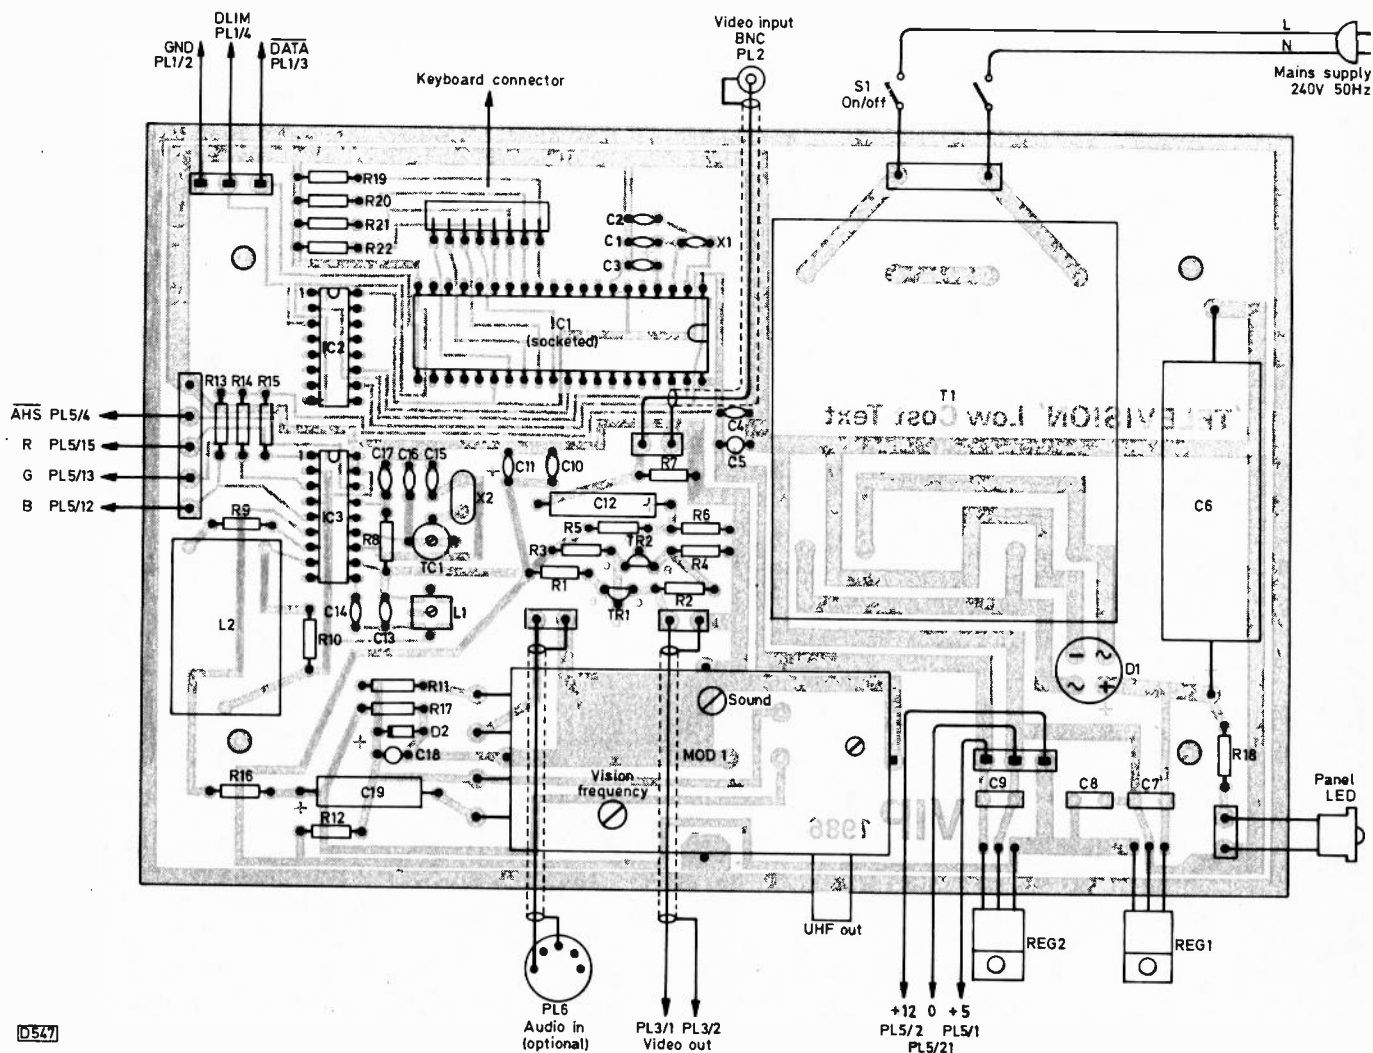 DLIM
PL1/4
GND
PL1/2
DATA
PL1/3
Keyboard connector
Video input
BNC
PL2
S1
On/off
L
N
Mains supply
240V 50Hz
R19
R20
R21
R22
C2
C1
C3
X1
1
1
IC2
IC1
(socketed)
R13
R14
R15
AHS PL5/4
R PL5/15
G PL5/13
B PL5/12
C4
C5
T1
'TELEVISION' Low Cost Text
C6
1
C17
C16
C15
X2
+
C11
C10
R7
C12
IC3
R9
R8
TC1
R5
R6
R3
TR2
R4
R1
TR1
R2
L2
C14
C13
L1
R10
D1
R11
R17
D2
+
C18
Sound
MOD 1
Vision
frequency
R16
+
C19
R12
+
C9
C8
C7
R18
Panel
LED
VIP
1986
UHF out
REG2
REG1
PL6
Audio in
(optional)
PL3/1 PL3/2
Video out
+12 0 +5
PL5/2 PL5/1
PL5/21
D547